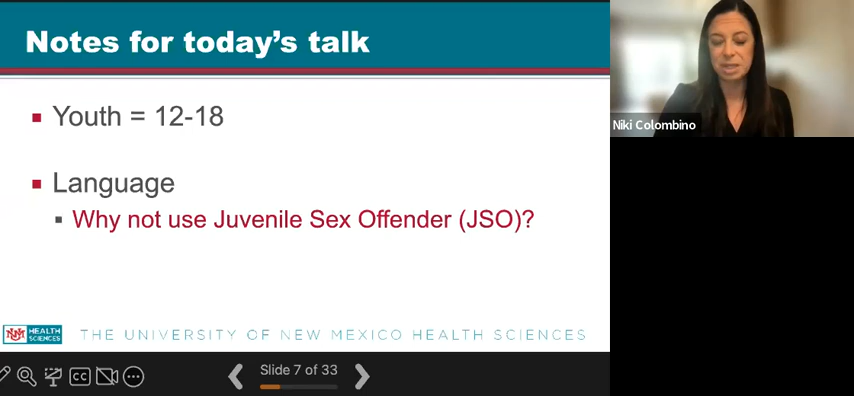 Notes for today's talk
Youth = 12-18
Language
Why not use Juvenile Sex Offender (JSO)?
UNM HEALTH
SCIENCES
THE UNIVERSITY OF NEW MEXICO HEALTH SCIENCES
CC
Slide 7 of 33
Niki Colombino